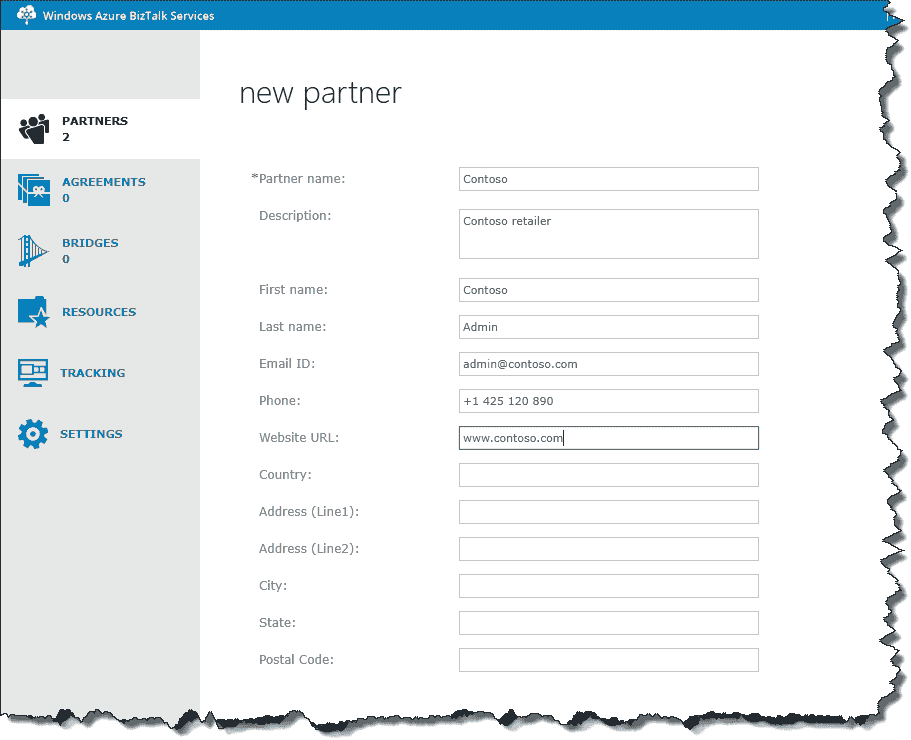 Windows Azure BizTalk Services
PARTNERS
2
AGREEMENTS
0
BRIDGES
0
RESOURCES
TRACKING
SETTINGS
new partner
*Partner name: Contoso
Description: Contoso retailer
First name: Contoso
Last name: Admin
Email ID: admin@contoso.com
Phone: +1 425 120 890
Website URL: www.contoso.com
Country:
Address (Line1):
Address (Line2):
City:
State:
Postal Code: